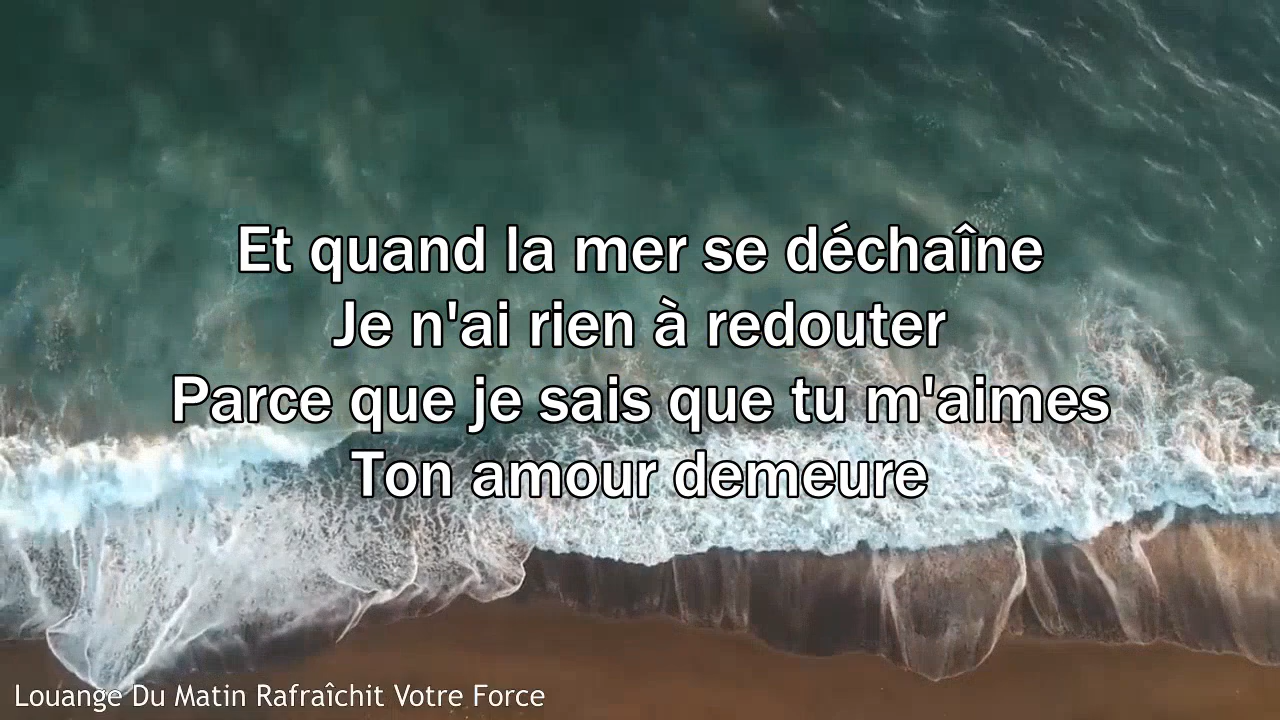 Et quand la mer se déchaîne
Je n'ai rien à redouter
Parce que je sais que tu m'aimes
Ton amour demeure
Louange Du Matin Rafraîchit Votre Force